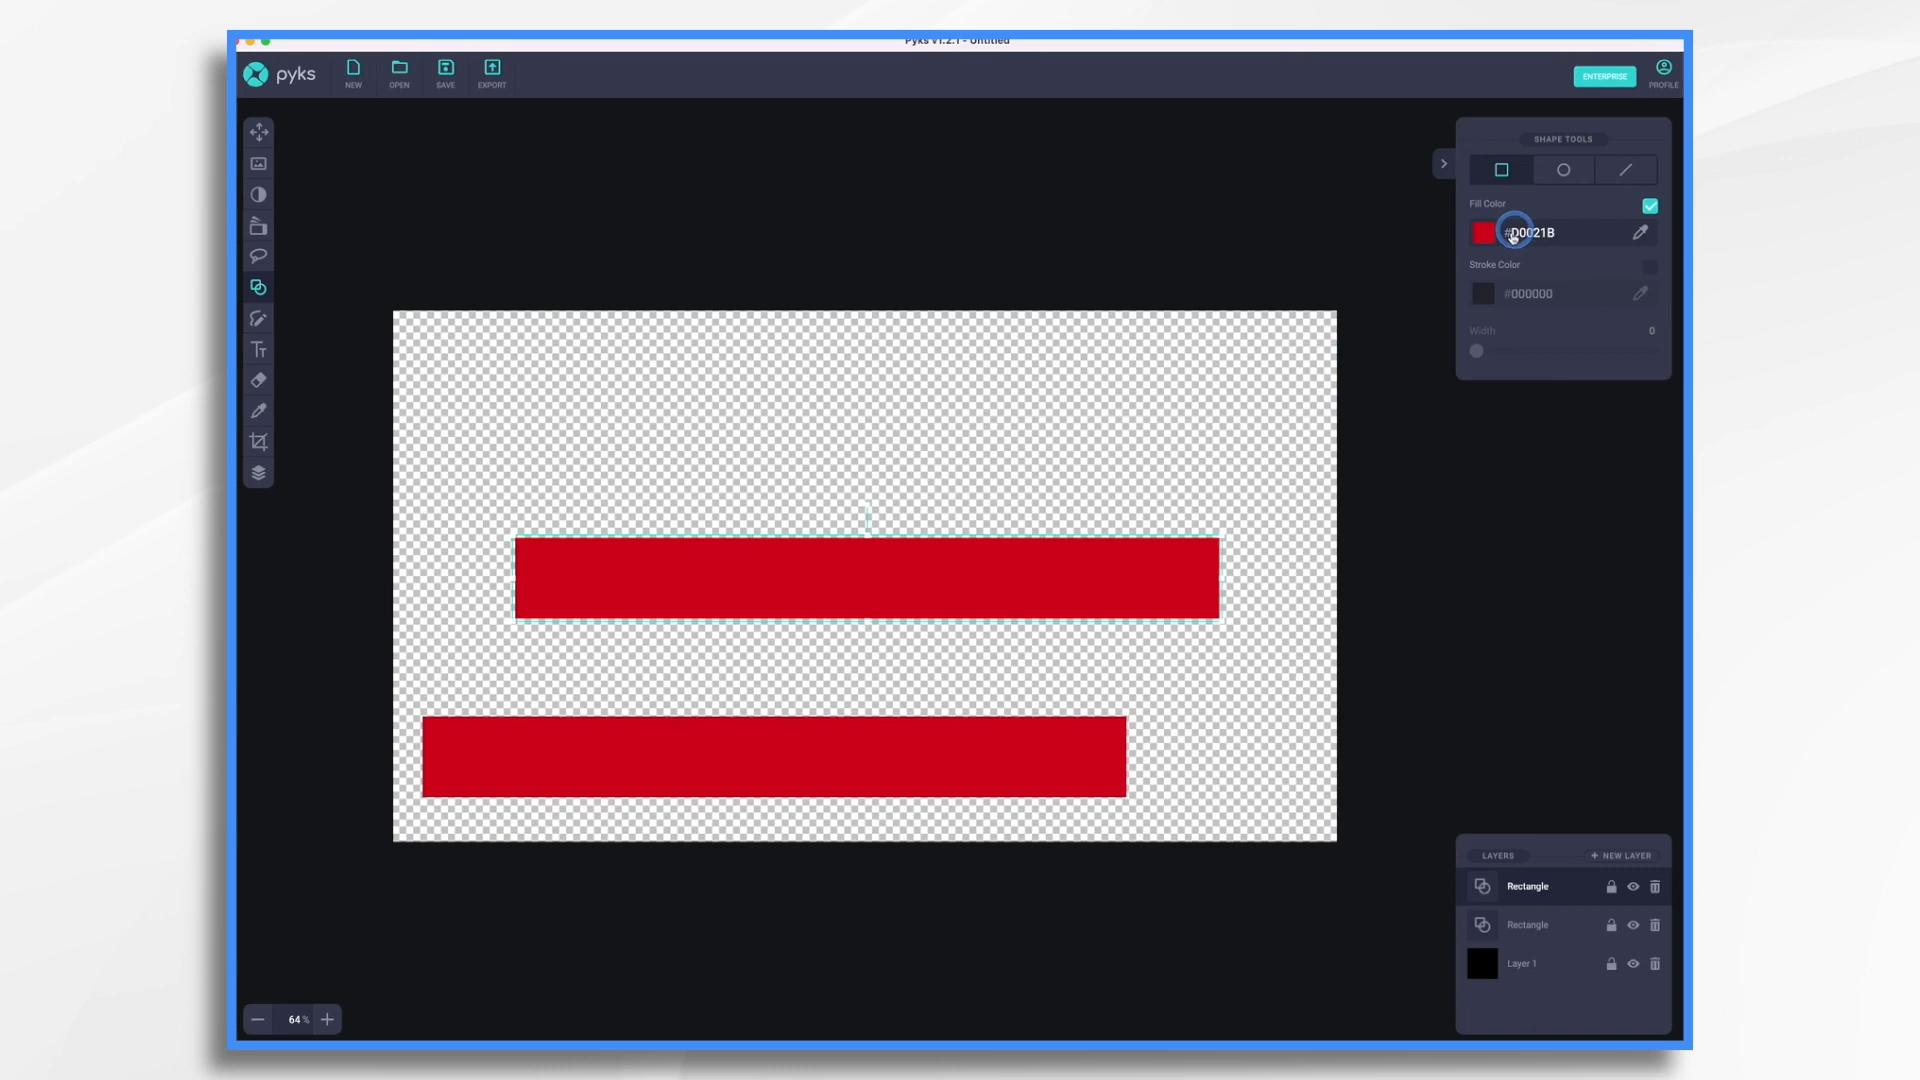 Pyks v1.2.1 - Untitled
pyks
NEW
OPEN
SAVE
EXPORT
ENTERPRISE
PROFILE
SHAPE TOOLS
Fill Color
#D0021B
Stroke Color
#000000
Width 0
LAYERS + NEW LAYER
Rectangle
Rectangle
Layer 1
64 %